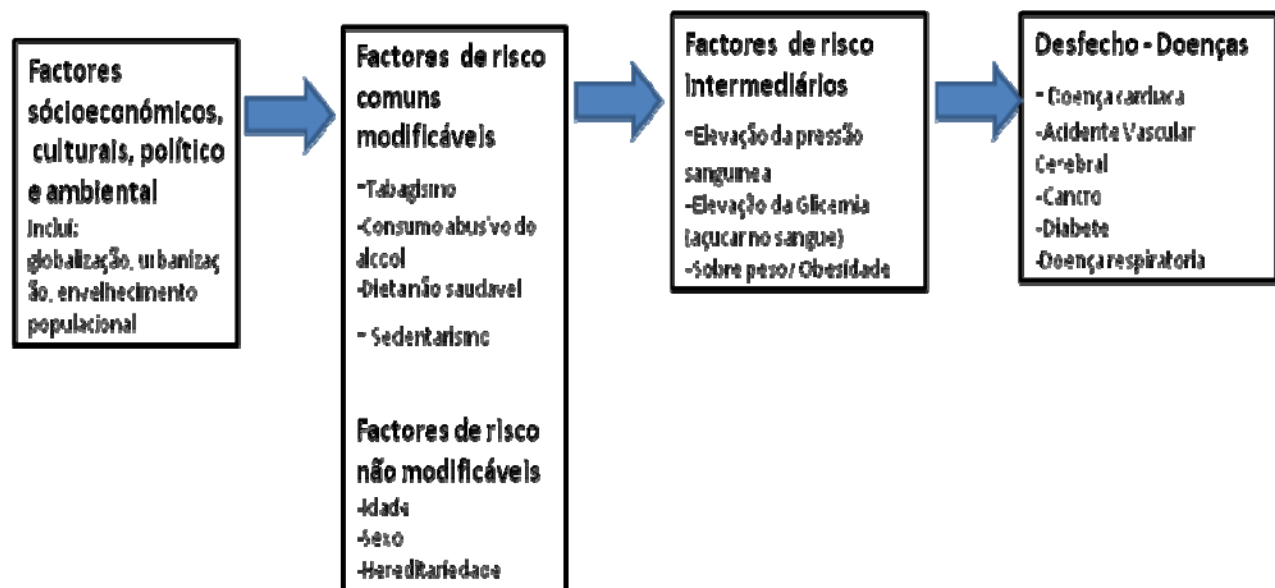 Factores
sócioeconómicos,
culturais, político
e ambiental
Incluí:
globalização, urbanizaç
ão, envelhecimento
populacional
Factores de risco
comuns
modificáveis
-Tabagismo
-Consumo abusivo do
alcool
-Dieta não saudavel
- Sedentarismo
Factores de risco
não modificáveis
-Idade
-Sexo
-Hereditariedade
Factores de risco
intermediários
-Elevação da pressão
sanguinea
-Elevação da Glicemia
(açucar no sangue)
-Sobre peso/ Obesidade
Desfecho - Doenças
- Doença cardiaca
-Acidente Vascular
Cerebral
-Cancro
-Diabete
-Doença respiratoria